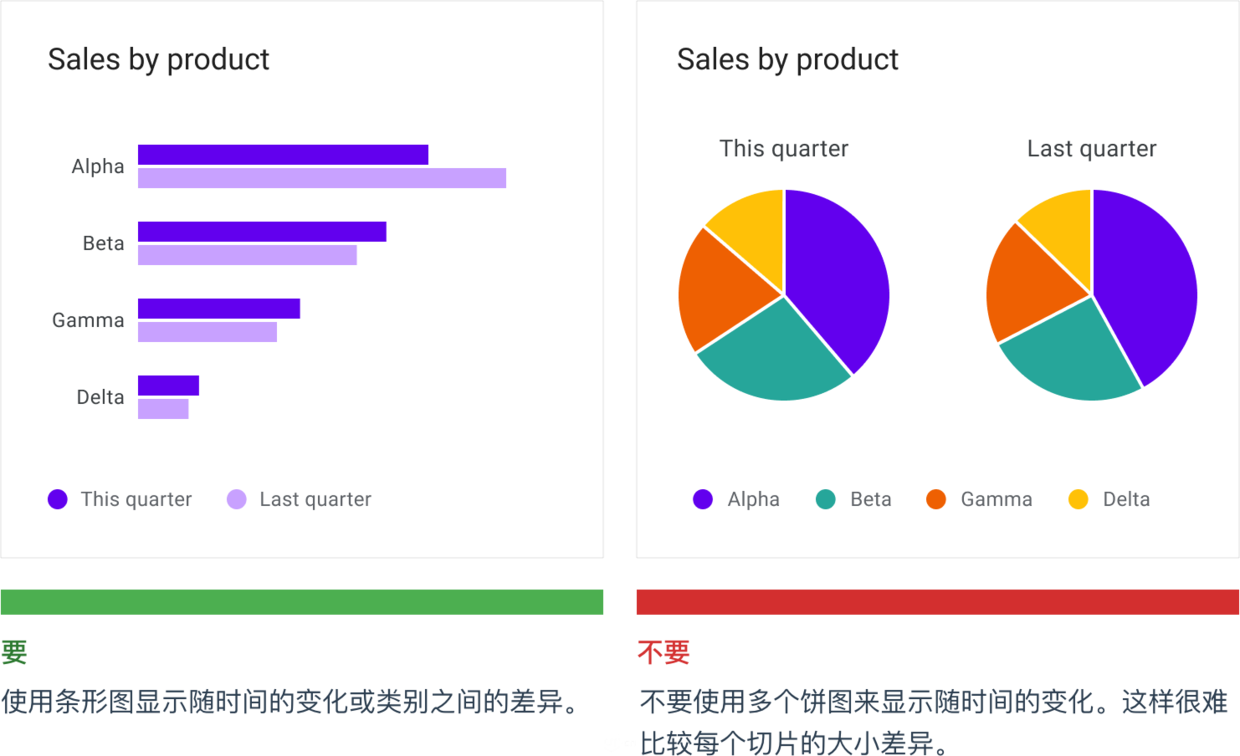 Sales by product
Alpha
Beta
Gamma
Delta
This quarter Last quarter
要
使用条形图显示随时间的变化或类别之间的差异。
Sales by product
This quarter Last quarter
Alpha Beta Gamma Delta
不要
不要使用多个饼图来显示随时间的变化。这样很难
比较每个切片的大小差异。